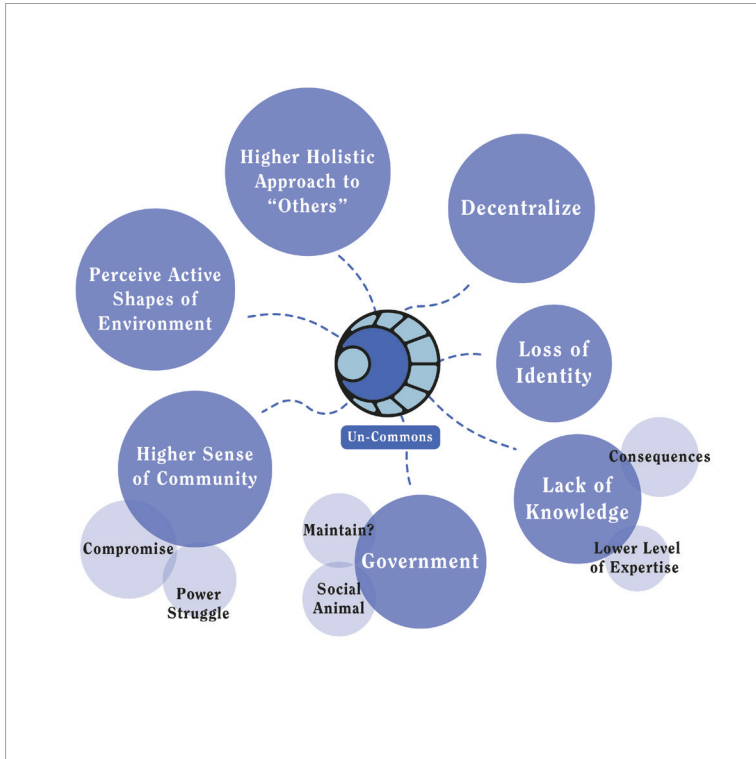 Higher Holistic
Approach to
“Others”
Decentralize
Perceive Active
Shapes of
Environment
Loss of
Identity
Un-Commons
Higher Sense
of Community
Compromise
Power
Struggle
Maintain?
Government
Social
Animal
Consequences
Lack of
Knowledge
Lower Level
of Expertise